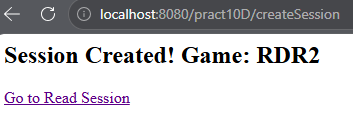 localhost:8080/pract10D/createSession
Session Created! Game: RDR2
Go to Read Session